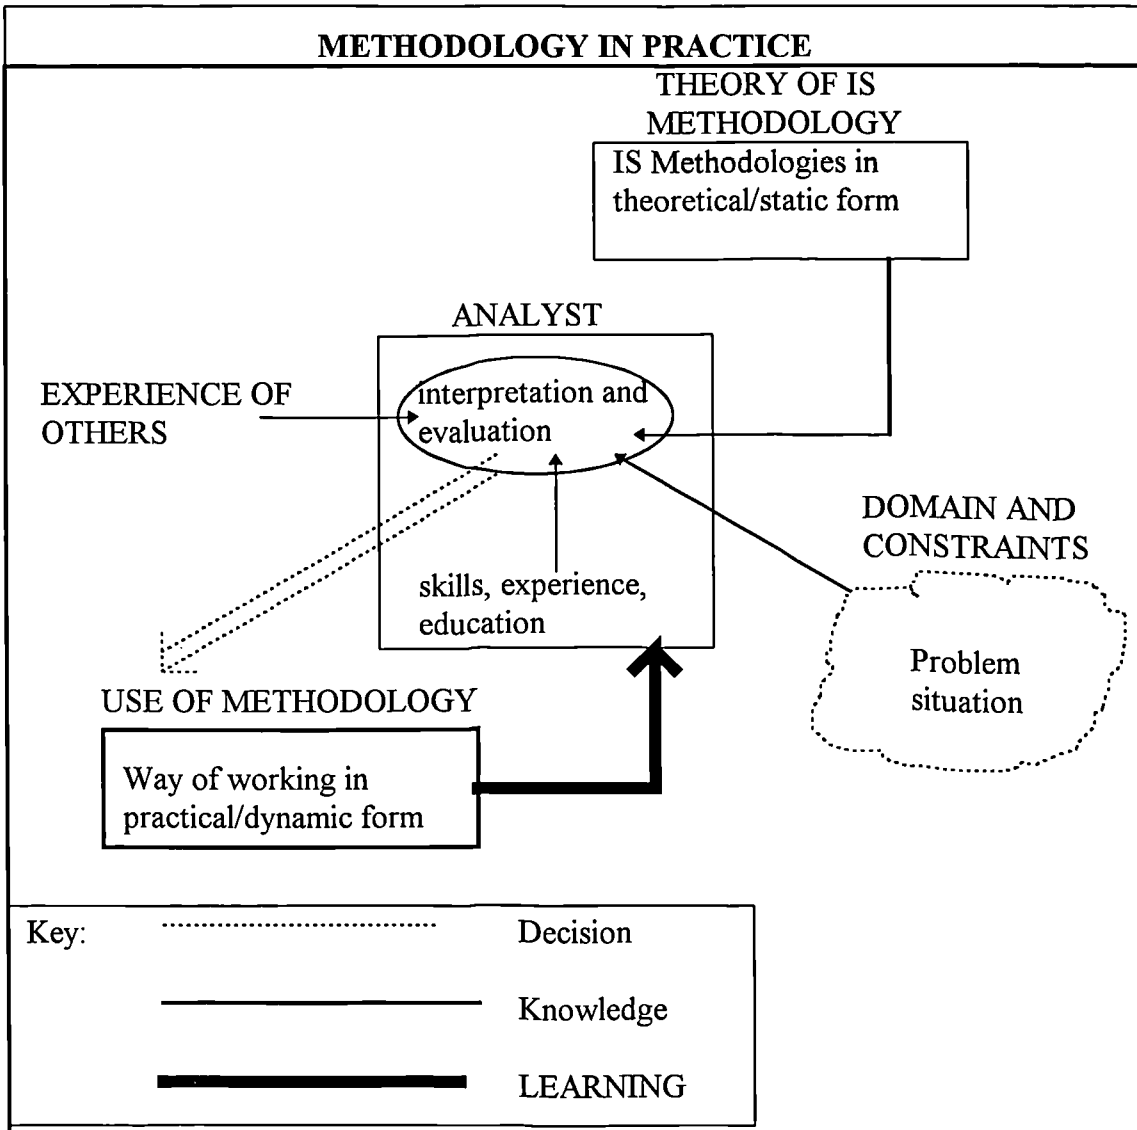 METHODOLOGY IN PRACTICE
THEORY OF IS
METHODOLOGY
IS Methodologies in
theoretical/static form
ANALYST
interpretation and
evaluation
EXPERIENCE OF
OTHERS
DOMAIN AND
CONSTRAINTS
skills, experience,
education
Problem
situation
USE OF METHODOLOGY
Way of working in
practical/dynamic form
Key:
Decision
Knowledge
LEARNING